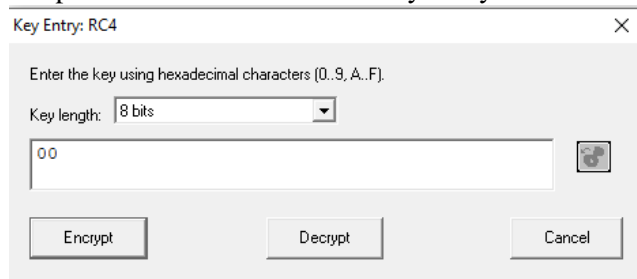 Key Entry: RC4
Enter the key using hexadecimal characters (0..9, A..F).
Key length: 8 bits
00
Encrypt Decrypt Cancel